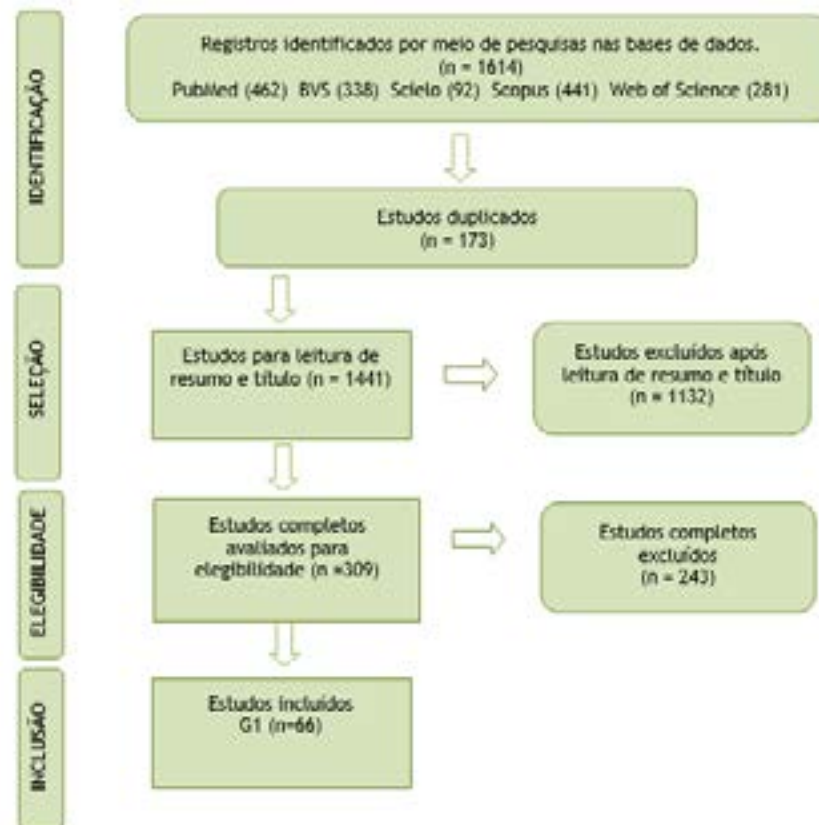 IDENTIFICAÇÃO
Registros identificados por meio de pesquisas nas bases de dados.
(n = 1614)
PubMed (462) BVS (338) Scielo (92) Scopus (441) Web of Science (281)
Estudos duplicados
(n = 173)
SELEÇÃO
Estudos para leitura de
resumo e título (n = 1441)
Estudos excluídos após
leitura de resumo e título
(n = 1132)
ELEGIBILIDADE
Estudos completos
avaliados para
elegibilidade (n =309)
Estudos completos
excluídos
(n = 243)
INCLUSÃO
Estudos incluídos
G1 (n=66)